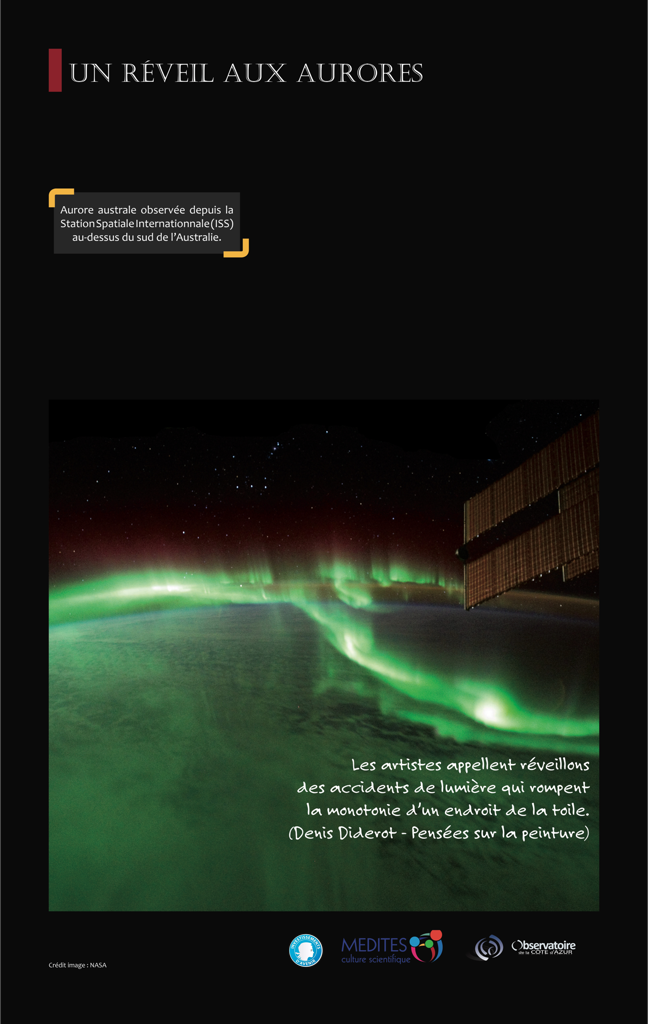 UN RÉVEIL AUX AURORES
Aurore australe observée depuis la
Station Spatiale Internationnale (ISS)
au-dessus du sud de l'Australie.
Les artistes appellent réveillons
des accidents de lumière qui rompent
la monotonie d'un endroit de la toile.
(Denis Diderot - Pensées sur la peinture)
INVESTISSEMENTS
D'AVENIR
MEDITES
culture scientifique
Observatoire
de la CÔTE d'AZUR
Crédit image : NASA